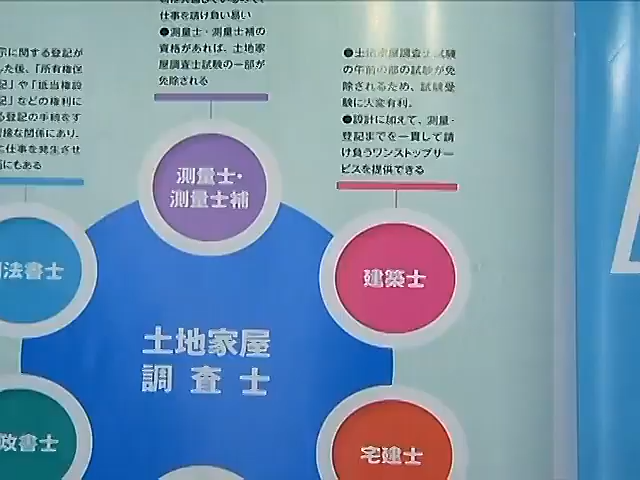 仕事を請け負い易い
●測量士・測量士補の
資格があれば、土地家
屋調査士試験の一部が
免除される
示に関する登記が
た後、「所有権保
記」や「抵当権設
記」などの権利に
る登記の手続をす
接な関係にあり、
に仕事を発生させ
にもある
●土地家屋調査士試験
の午前の部の試験が免
除されるため、試験受
験に大変有利。
●設計に加えて、測量・
登記までを一貫して請
け負うワンストップサー
ビスを提供できる
測量士・
測量士補
法書士
建築士
土地家屋
調査士
政書士
宅建士